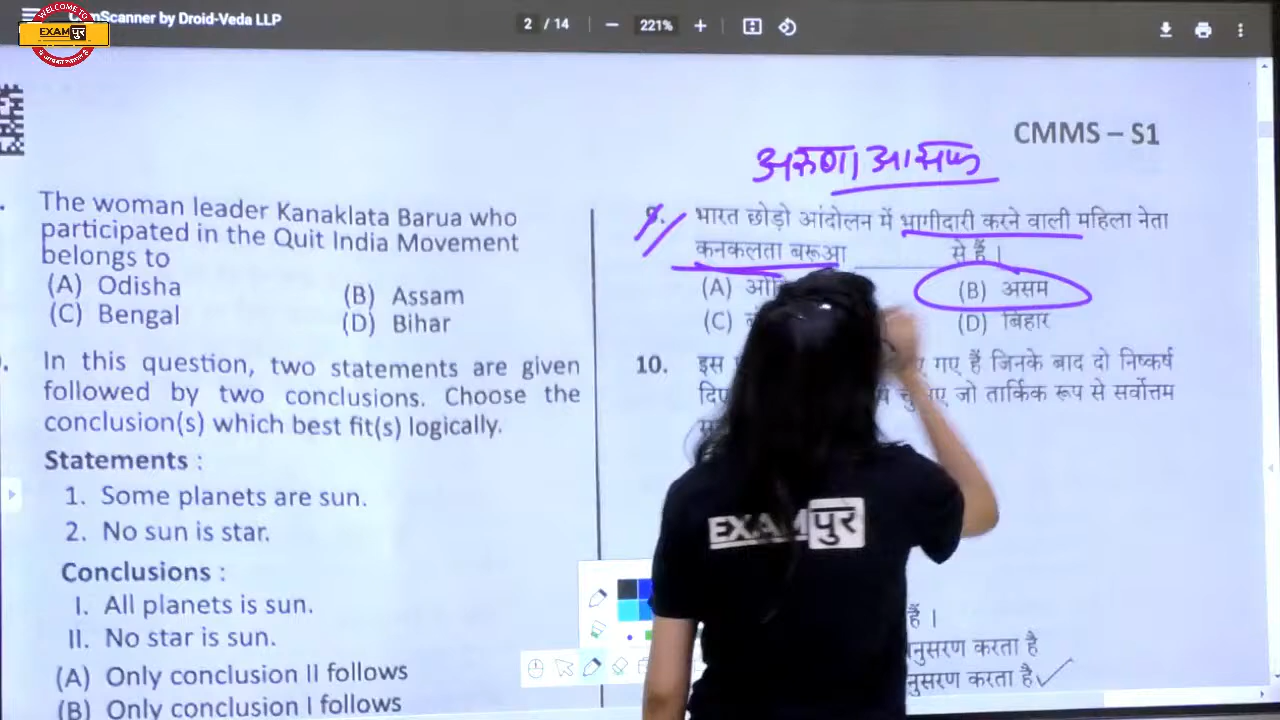 WELCOME TO
EXAMपुर
CamScanner by Droid-Veda LLP
2 / 14
221%
CMMS – S1
अरुणा आसफ
The woman leader Kanaklata Barua who
participated in the Quit India Movement
belongs to
(A) Odisha
(B) Assam
(C) Bengal
(D) Bihar
In this question, two statements are given
followed by two conclusions. Choose the
conclusion(s) which best fit(s) logically.
Statements :
1. Some planets are sun.
2. No sun is star.
Conclusions :
I. All planets is sun.
II. No star is sun.
(A) Only conclusion II follows
(B) Only conclusion I follows
9. भारत छोड़ो आंदोलन में भागीदारी करने वाली महिला नेता
कनकलता बरूआ ________ से हैं ।
(A)
(B) असम
(C)
(D) बिहार
10. इस गए हैं जिनके बाद दो निष्कर्ष
जो तार्किक रूप से सर्वोत्तम
हैं ।
करता है
करता है
EXAMपुर